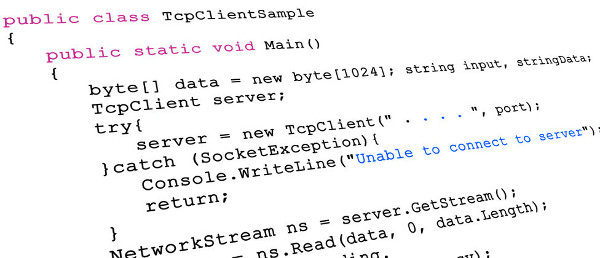 public class TcpClientSample
{
public static void Main()
{
byte[] data = new byte[1024]; string input, stringData;
TcpClient server;
try{
server = new TcpClient(" . . . . ", port);
}catch (SocketException){
Console.WriteLine("Unable to connect to server");
return;
}
NetworkStream ns = server.GetStream();
= ns.Read(data, 0, data.Length);